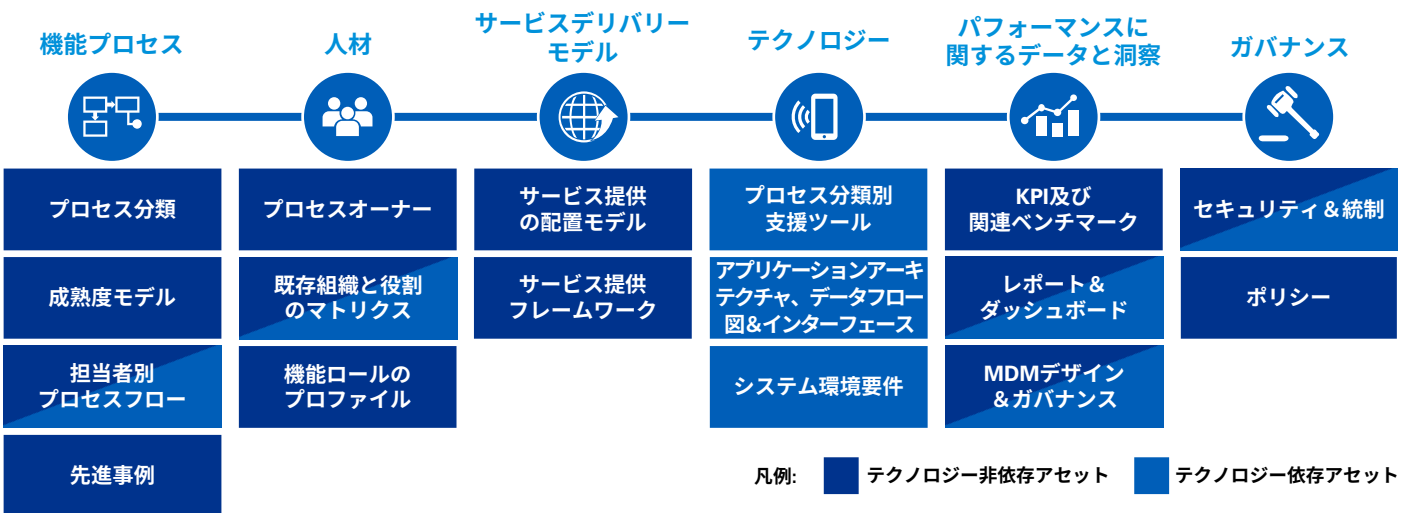 機能プロセス
人材
サービスデリバリー
モデル
テクノロジー
パフォーマンスに
関するデータと洞察
ガバナンス
プロセス分類
プロセスオーナー
サービス提供
の配置モデル
プロセス分類別
支援ツール
KPI及び
関連ベンチマーク
セキュリティ＆統制
成熟度モデル
既存組織と役割
のマトリクス
サービス提供
フレームワーク
アプリケーションアーキ
テクチャ、データフロー
図&インターフェース
レポート＆
ダッシュボード
ポリシー
担当者別
プロセスフロー
機能ロールの
プロファイル
システム環境要件
MDMデザイン
＆ガバナンス
先進事例
凡例:
テクノロジー非依存アセット
テクノロジー依存アセット